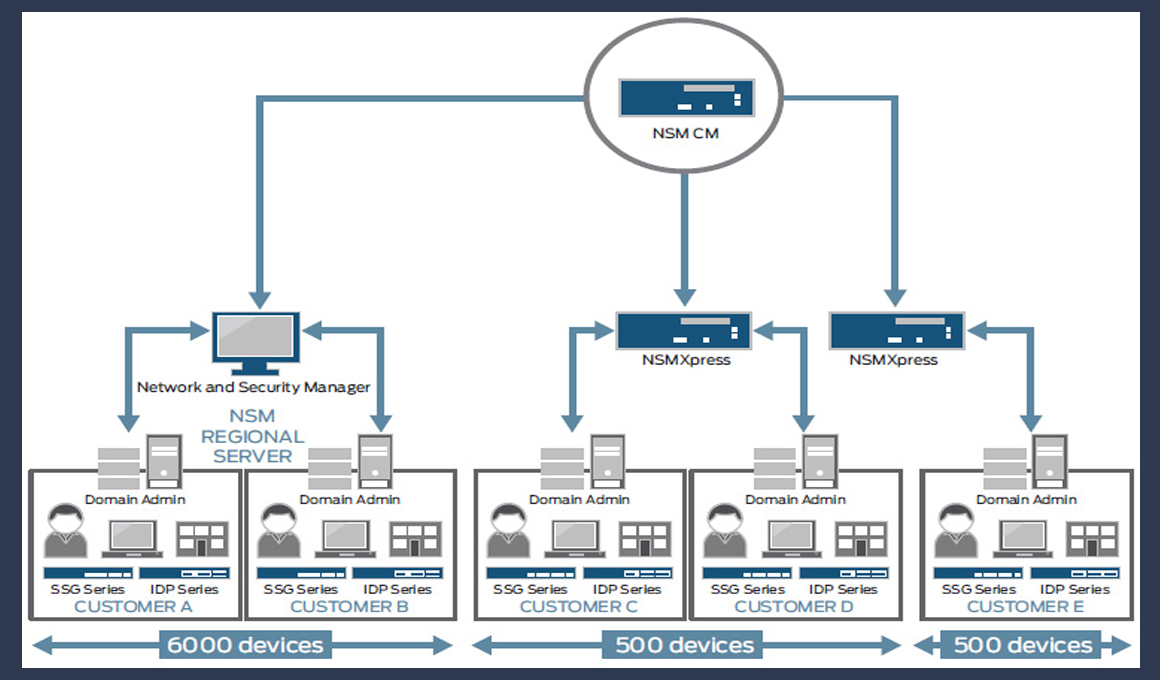 NSM CM
Network and Security Manager
NSM
REGIONAL
SERVER
NSMXpress
NSMXpress
Domain Admin
SSG Series IDP Series
CUSTOMER A
Domain Admin
SSG Series IDP Series
CUSTOMER B
Domain Admin
SSG Series IDP Series
CUSTOMER C
Domain Admin
SSG Series IDP Series
CUSTOMER D
Domain Admin
SSG Series IDP Series
CUSTOMER E
6000 devices
500 devices
500 devices